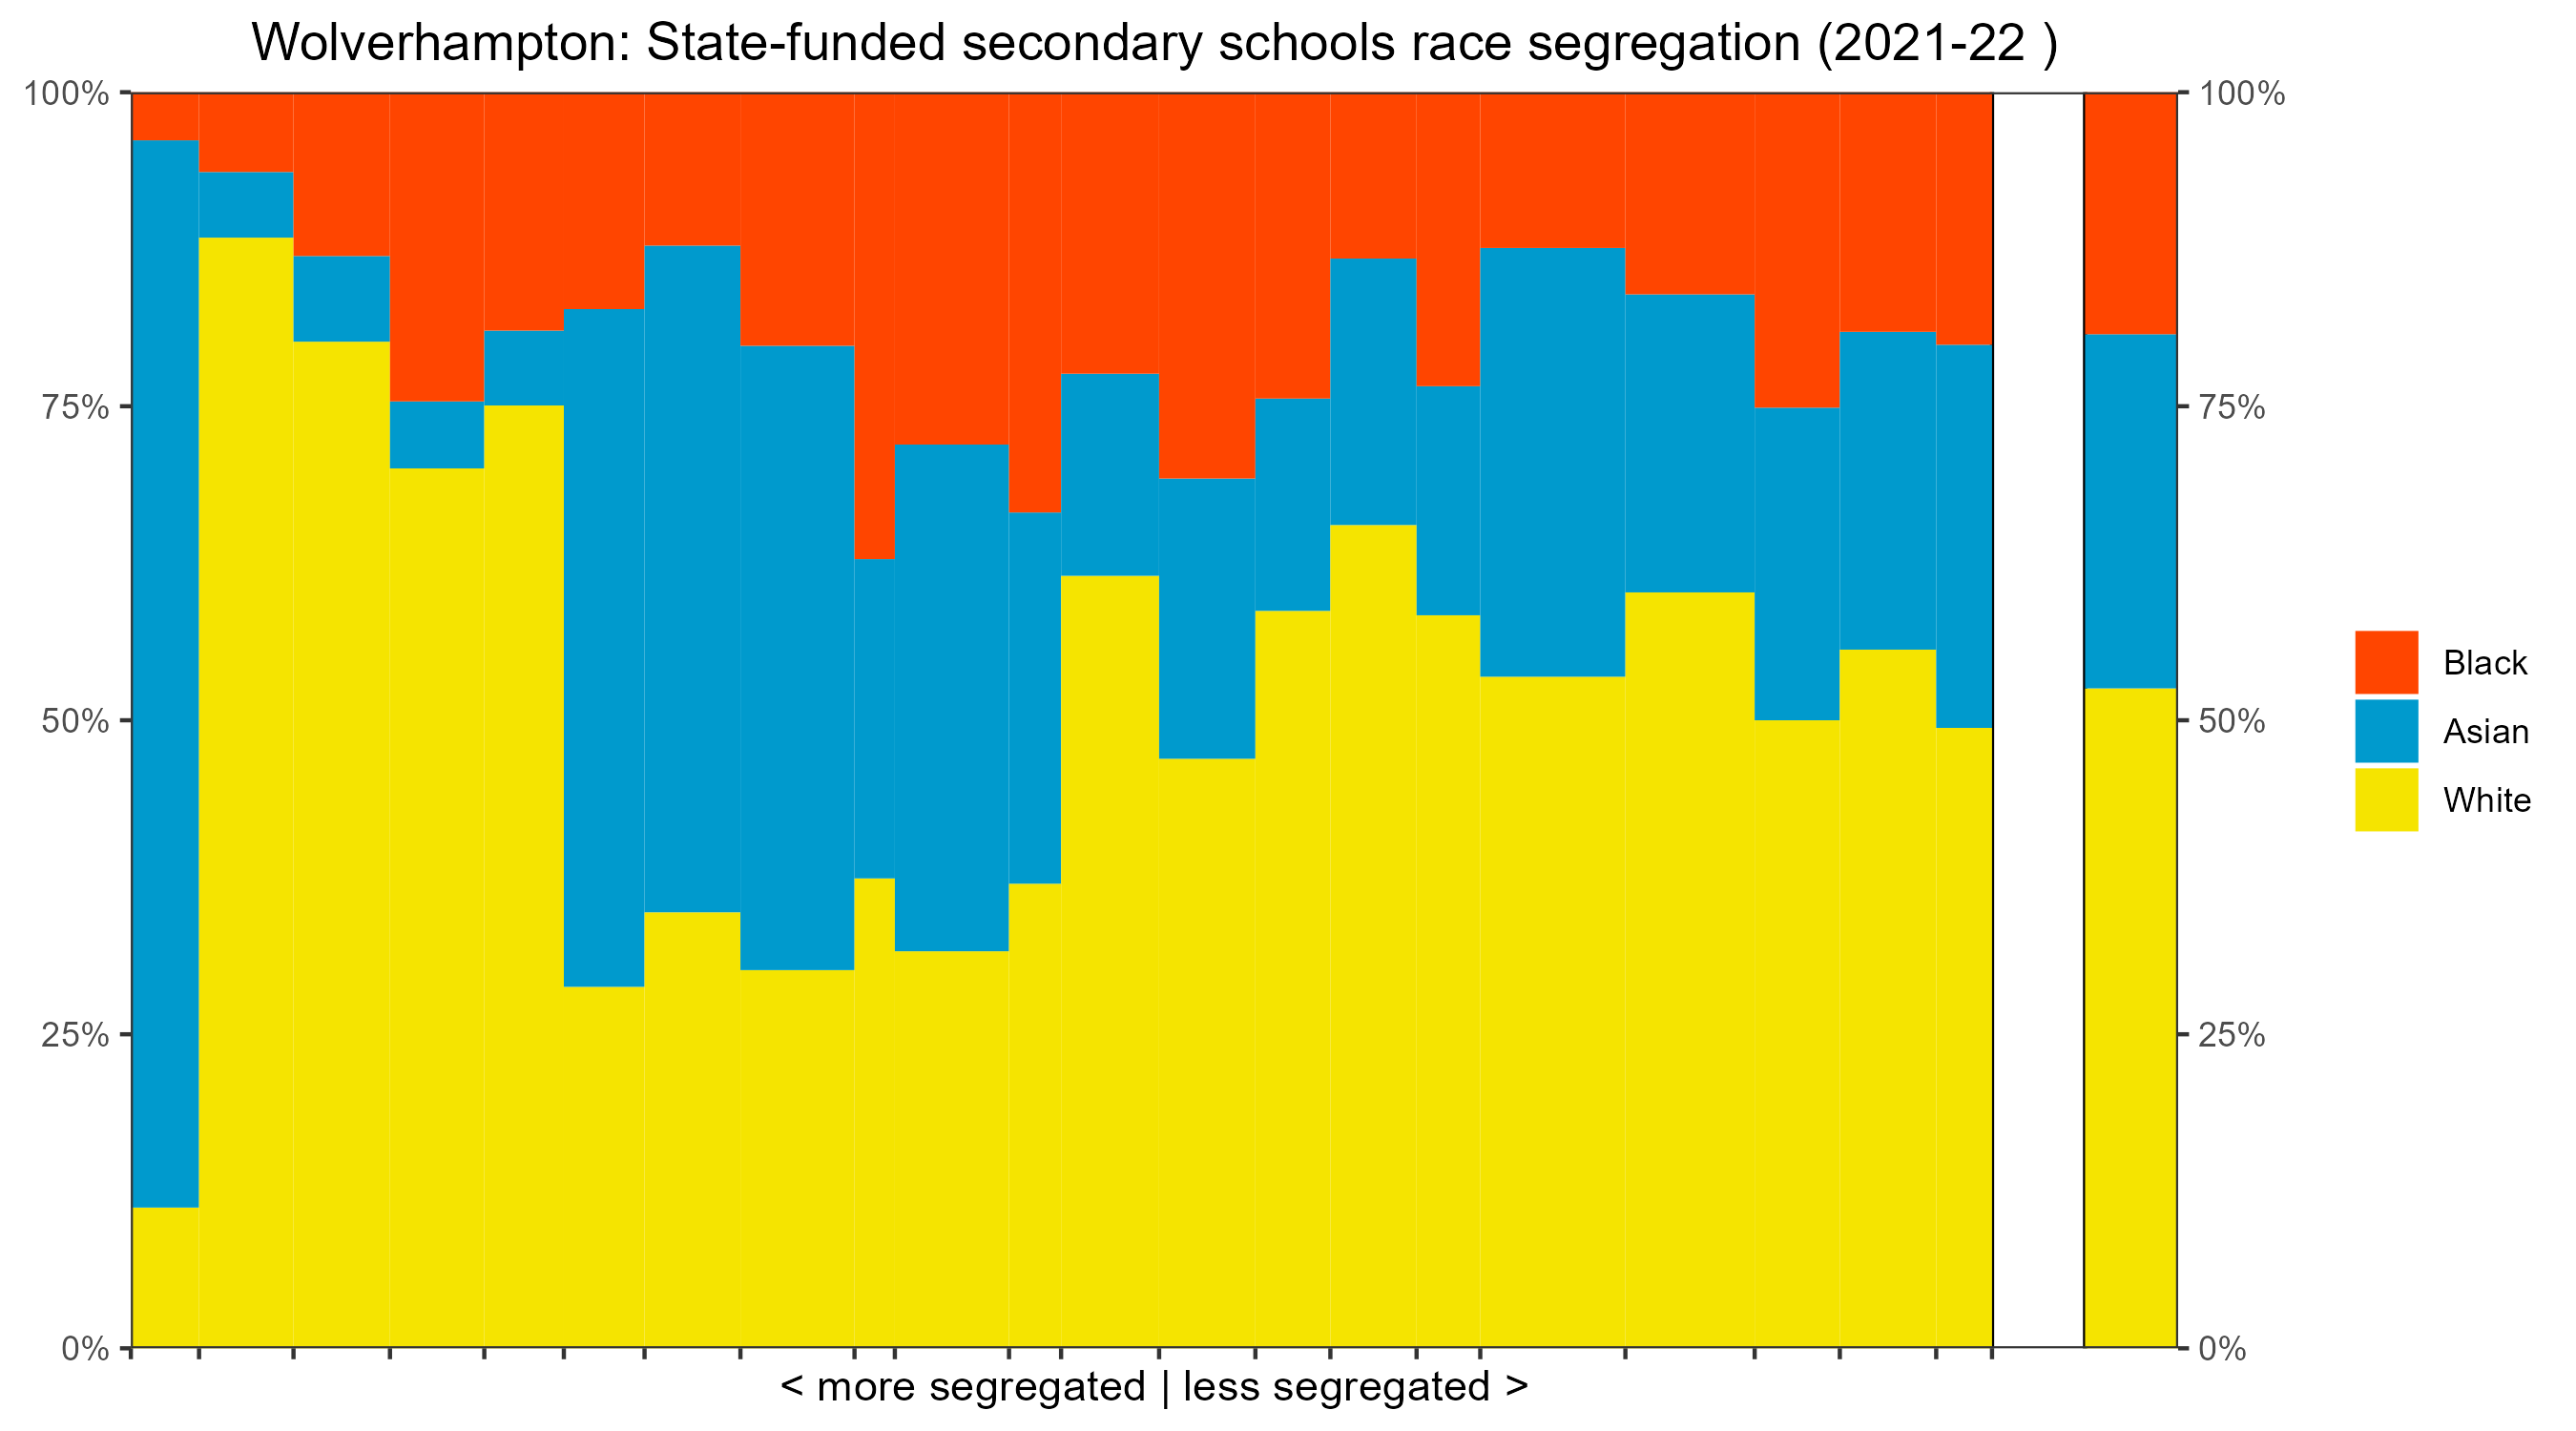 Wolverhampton: State-funded secondary schools race segregation (2021-22 )
100%
100%
75%
75%
50%
50%
25%
25%
0%
0%
Black
Asian
White
< more segregated | less segregated >